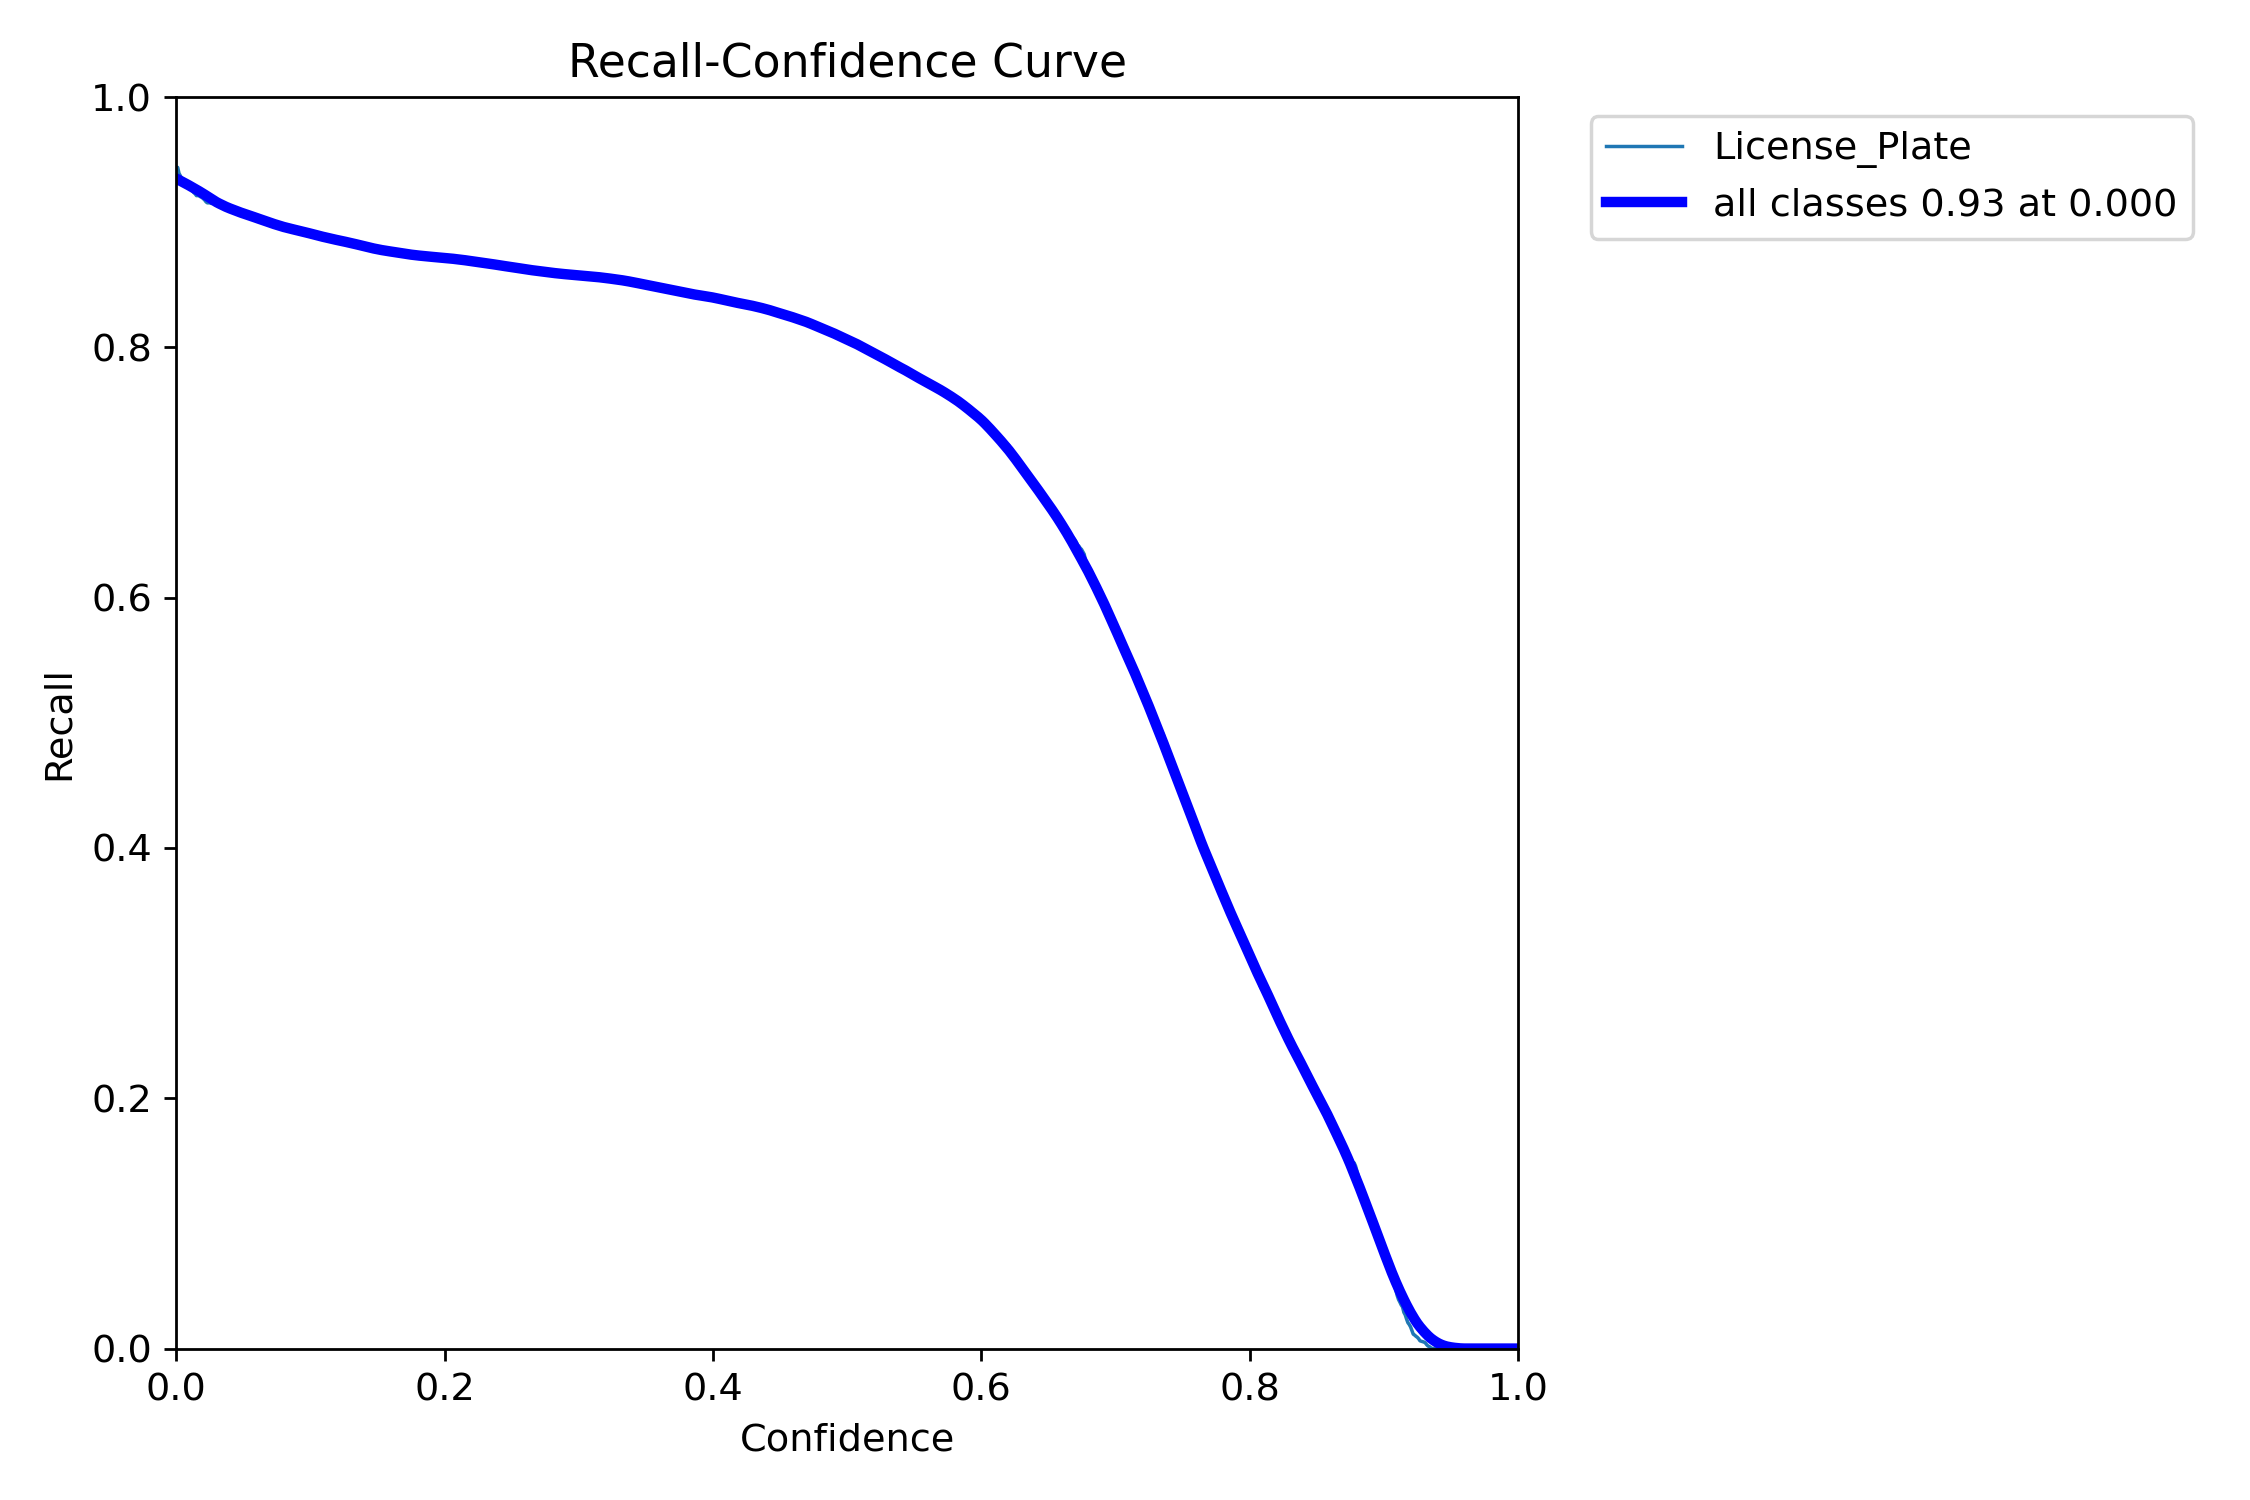 Recall-Confidence Curve
License_Plate
all classes 0.93 at 0.000
1.0
0.8
0.6
0.4
0.2
0.0
Recall
0.0 0.2 0.4 0.6 0.8 1.0
Confidence